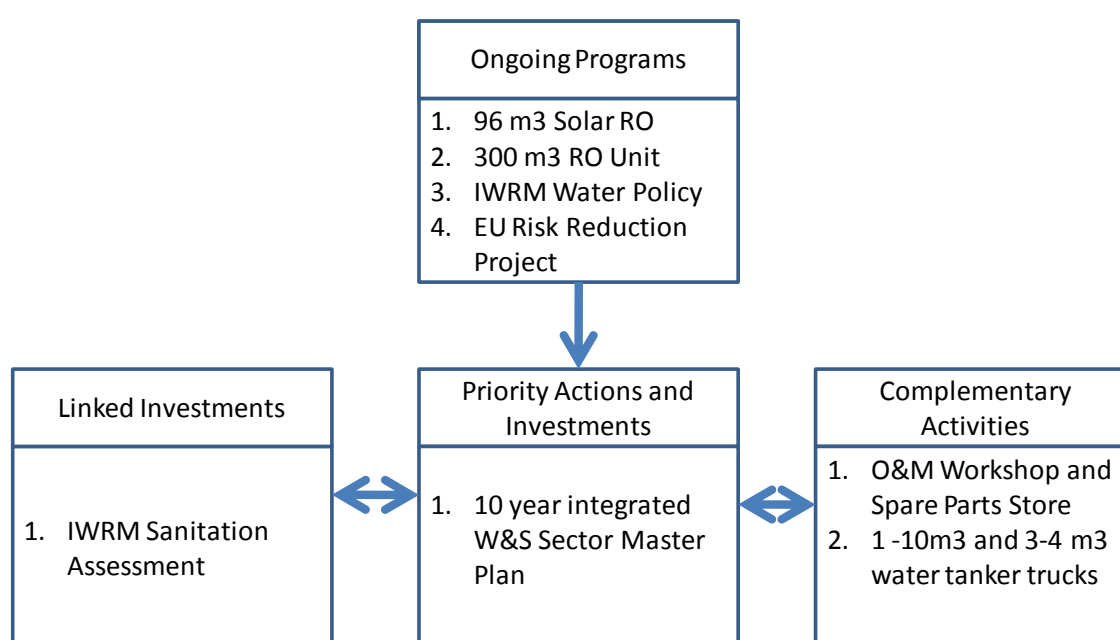 Ongoing Programs
1. 96 m3 Solar RO
2. 300 m3 RO Unit
3. IWRM Water Policy
4. EU Risk Reduction
Project
Linked Investments
1. IWRM Sanitation
Assessment
Priority Actions and
Investments
1. 10 year integrated
W&S Sector Master
Plan
Complementary
Activities
1. O&M Workshop and
Spare Parts Store
2. 1 -10m3 and 3-4 m3
water tanker trucks